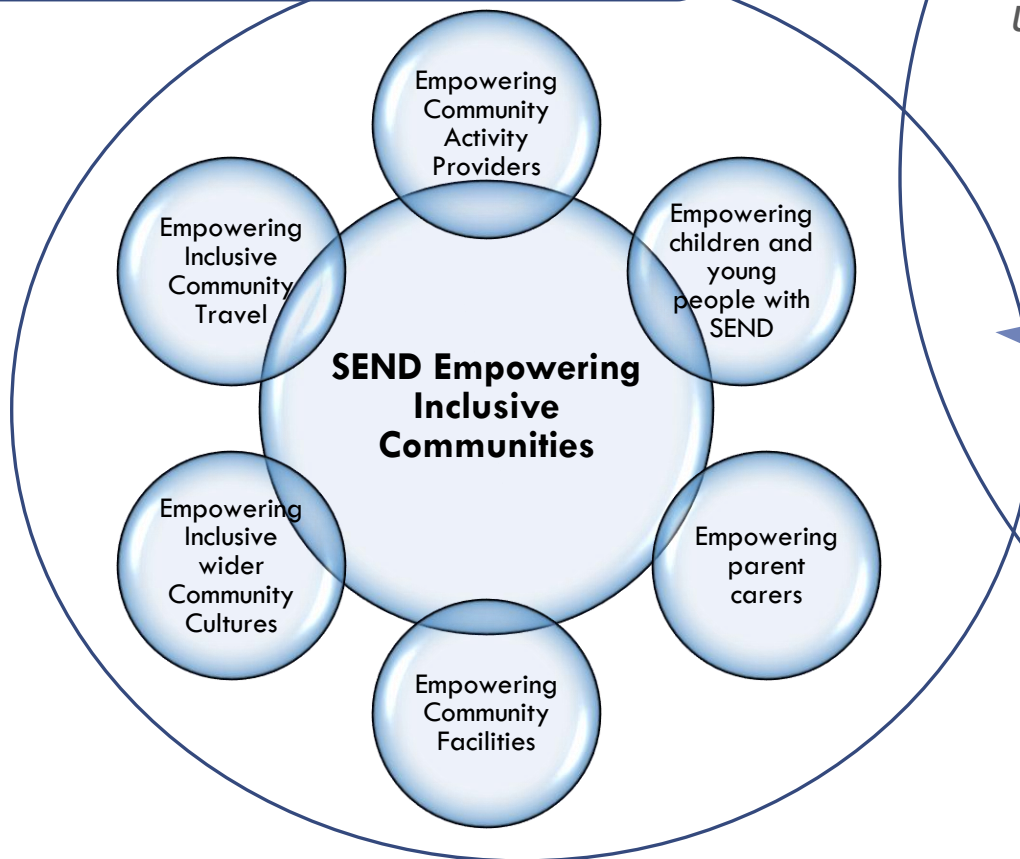 Empowering
Community
Activity
Providers
Empowering
children and
young
people with
SEND
Empowering
parent
carers
Empowering
Community
Facilities
Empowering
Inclusive
wider
Community
Cultures
Empowering
Inclusive
Community
Travel
SEND Empowering
Inclusive
Communities